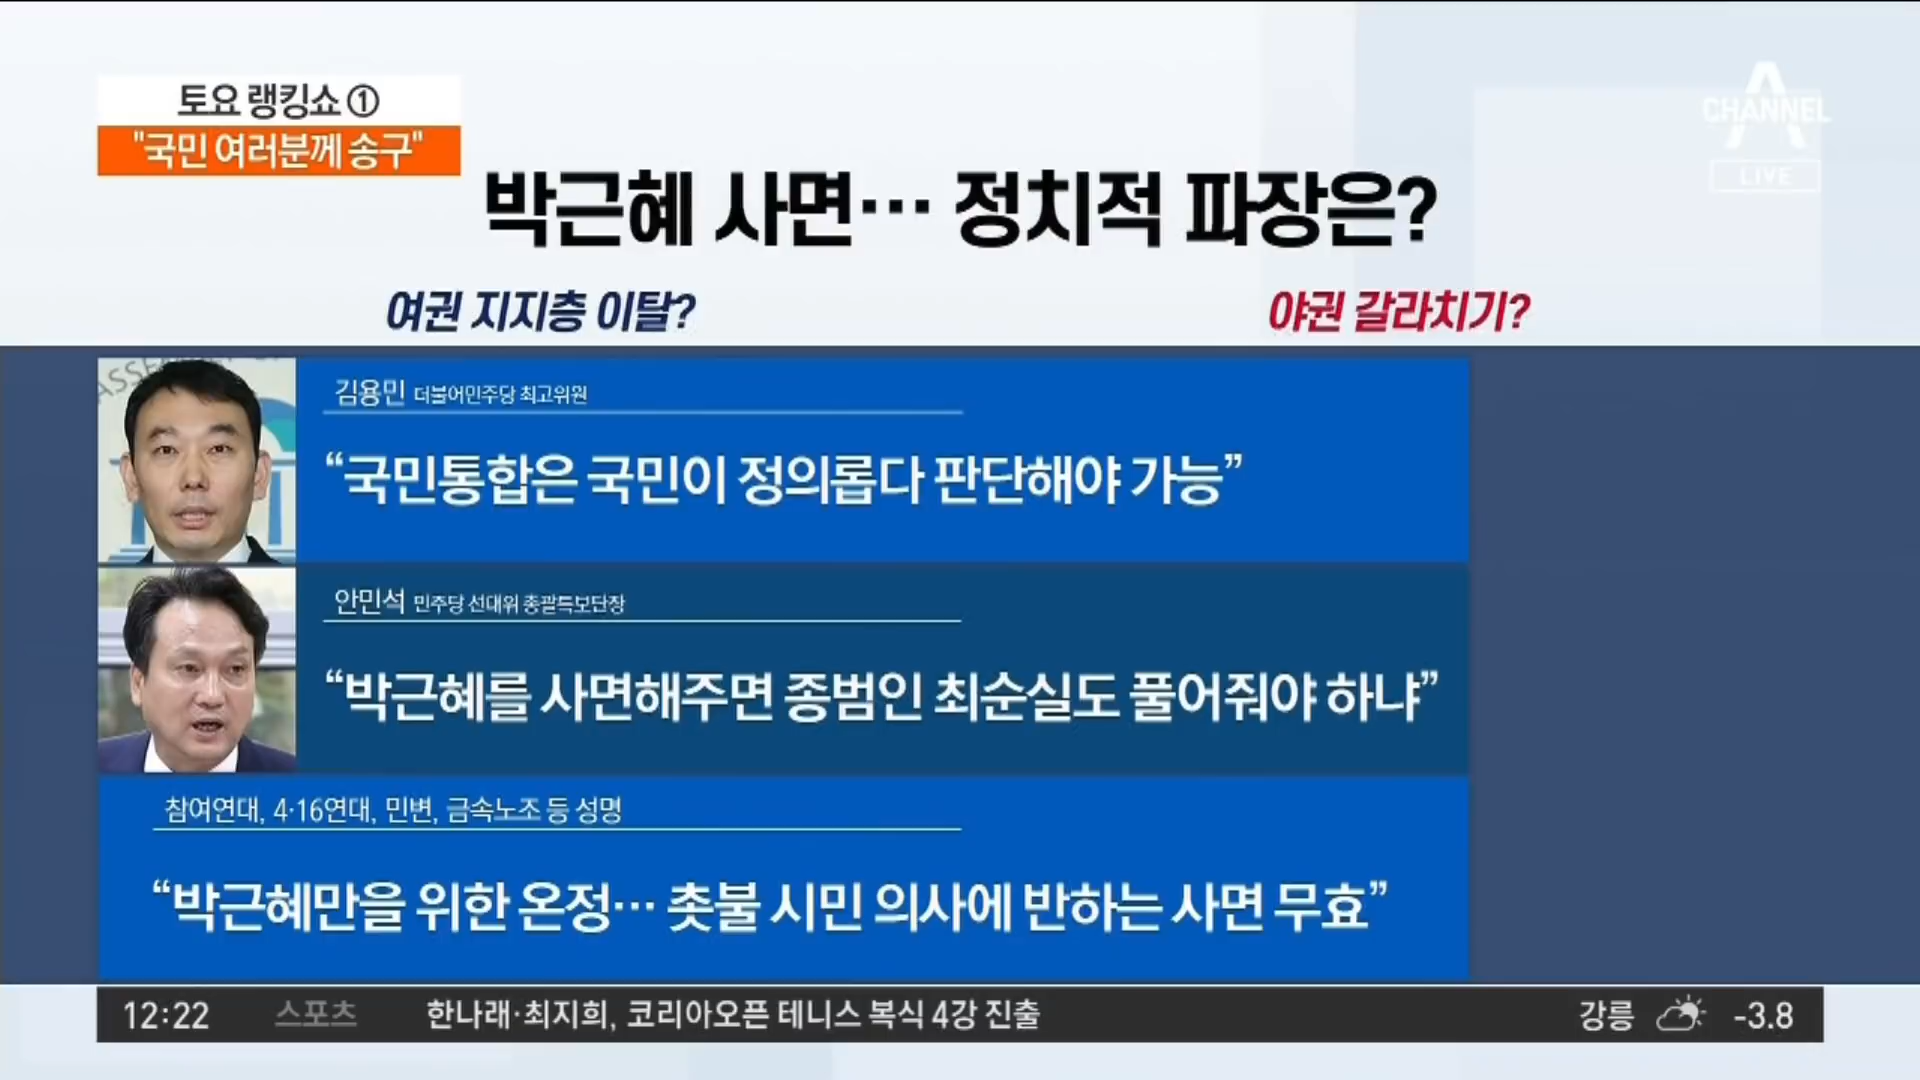 토요 랭킹쇼 ①
"국민 여러분께 송구"
CHANNEL A
LIVE
박근혜 사면… 정치적 파장은?
여권 지지층 이탈?
야권 갈라치기?
ASSE
김용민 더불어민주당 최고위원
“국민통합은 국민이 정의롭다 판단해야 가능”
안민석 민주당 선대위 총괄특보단장
“박근혜를 사면해주면 종범인 최순실도 풀어줘야 하냐”
참여연대, 4·16연대, 민변, 금속노조 등 성명
“박근혜만을 위한 온정… 촛불 시민 의사에 반하는 사면 무효”
12:22 스포츠 한나래·최지희, 코리아오픈 테니스 복식 4강 진출 강릉 -3.8